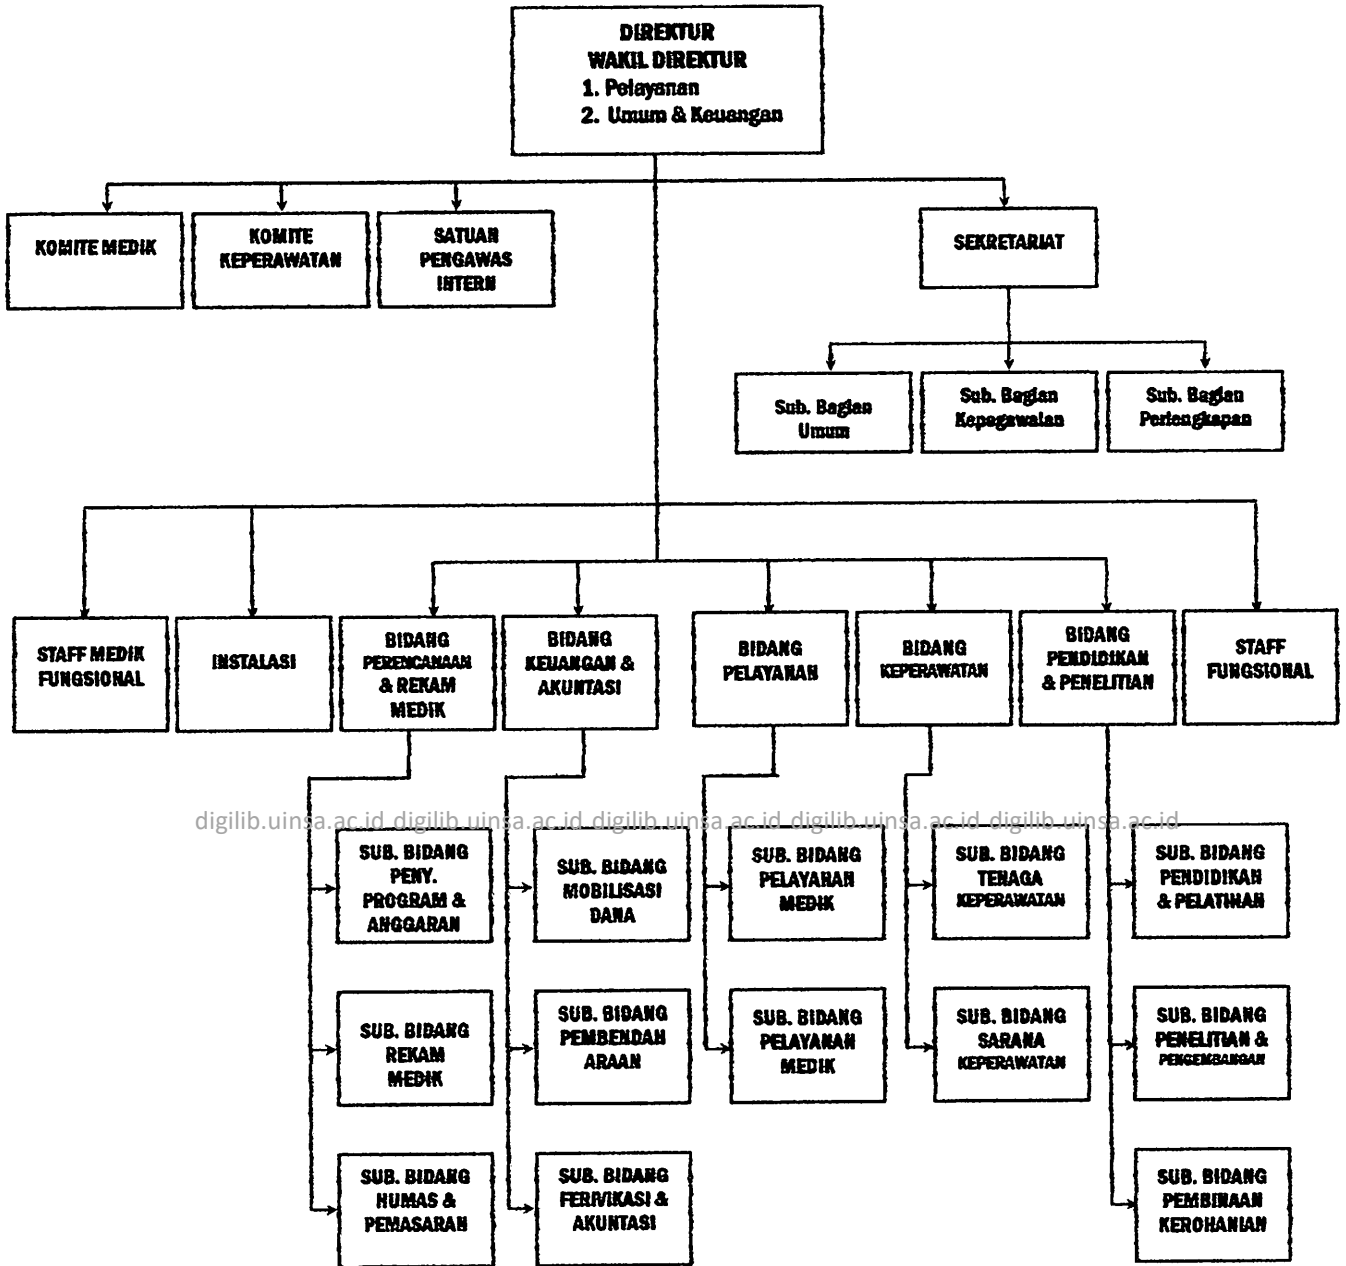 DIREKTUR
WAKIL DIREKTUR
1. Pelayanan
2. Umum & Keuangan
KOMITE MEDIK
KOMITE
KEPERAWATAN
SATUAN
PENGAWAS
INTERN
SEKRETARIAT
Sub. Bagian
Umum
Sub. Bagian
Kepegawaian
Sub. Bagian
Perlengkapan
STAFF MEDIK
FUNGSIONAL
INSTALASI
BIDANG
PERENCANAAN
& REKAM
MEDIK
BIDANG
KEUANGAN &
AKUNTASI
BIDANG
PELAYANAN
BIDANG
KEPERAWATAN
BIDANG
PENDIDIKAN
& PENELITIAN
STAFF
FUNGSIONAL
digilib.uinsa.ac.id digilib.uinsa.ac.id digilib.uinsa.ac.id digilib.uinsa.ac.id digilib.uinsa.ac.id
SUB. BIDANG
PENY.
PROGRAM &
ANGGARAN
SUB. BIDANG
MOBILISASI
DANA
SUB. BIDANG
PELAYANAN
MEDIK
SUB. BIDANG
TENAGA
KEPERAWATAN
SUB. BIDANG
PENDIDIKAN
& PELATIHAN
SUB. BIDANG
REKAM
MEDIK
SUB. BIDANG
PEMBENDAH
ARAAN
SUB. BIDANG
PELAYANAN
MEDIK
SUB. BIDANG
SARANA
KEPERAWATAN
SUB. BIDANG
PENELITIAN &
PENGEMBANGAN
SUB. BIDANG
HUMAS &
PEMASARAN
SUB. BIDANG
FERIVIKASI &
AKUNTASI
SUB. BIDANG
PEMBINAAN
KEROHANIAN